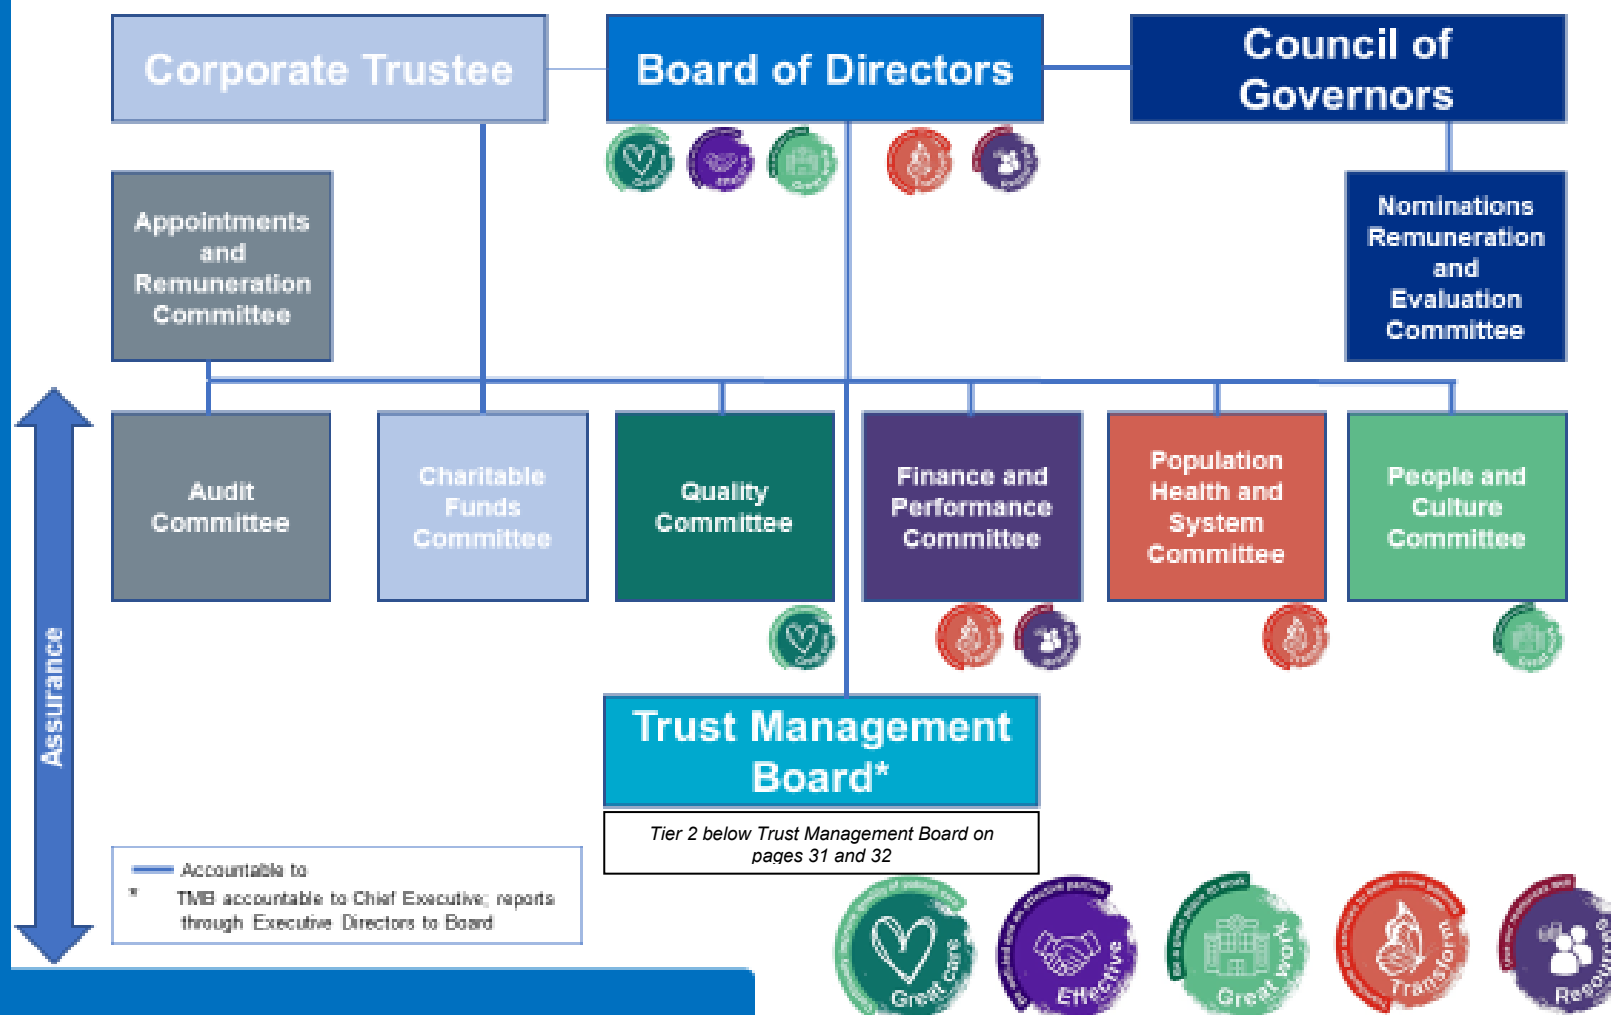 Corporate Trustee
Board of Directors
Council of
Governors
Appointments
and
Remuneration
Committee
Nominations
Remuneration
and
Evaluation
Committee
Audit
Committee
Charitable
Funds
Committee
Quality
Committee
Finance and
Performance
Committee
Population
Health and
System
Committee
People and
Culture
Committee
Assurance
Trust Management
Board*
Tier 2 below Trust Management Board on
pages 31 and 32
Accountable to
* TMB accountable to Chief Executive; reports
through Executive Directors to Board
Great care
Effective
Great work
Transform
Resources